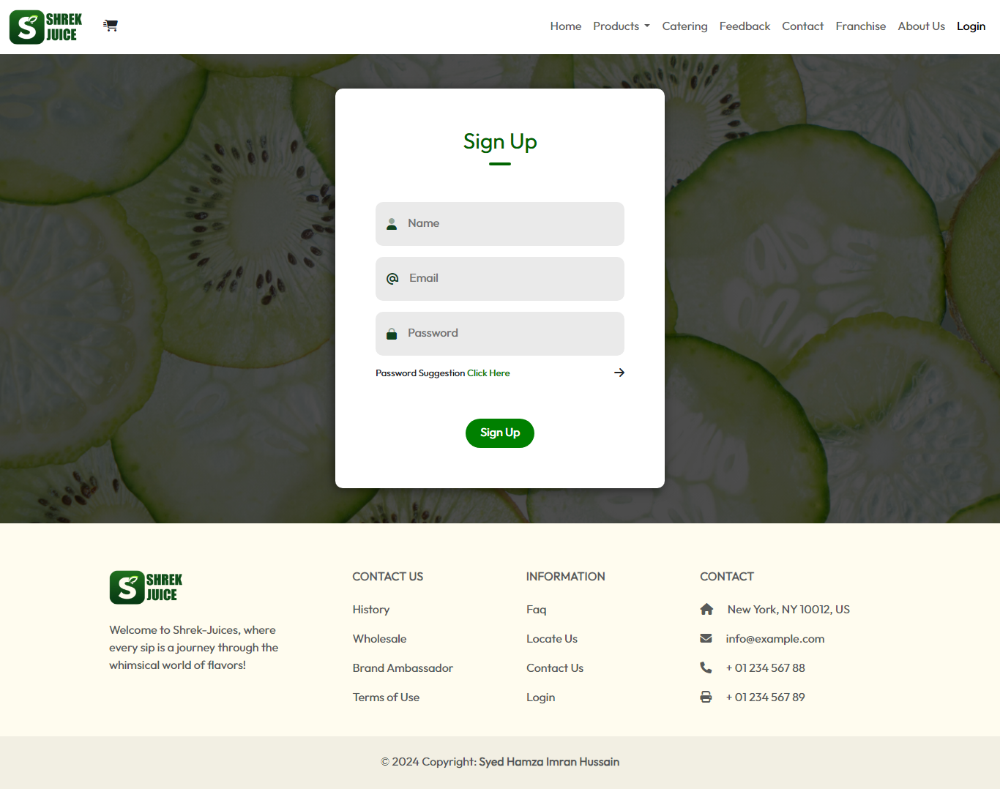 SHREK
JUICE
Home Products Catering Feedback Contact Franchise About Us Login
Sign Up
Name
@ Email
Password
Password Suggestion Click Here
Sign Up
SHREK
JUICE
Welcome to Shrek-Juices, where
every sip is a journey through the
whimsical world of flavors!
CONTACT US
History
Wholesale
Brand Ambassador
Terms of Use
INFORMATION
Faq
Locate Us
Contact Us
Login
CONTACT
New York, NY 10012, US
info@example.com
+ 01 234 567 88
+ 01 234 567 89
© 2024 Copyright: Syed Hamza Imran Hussain